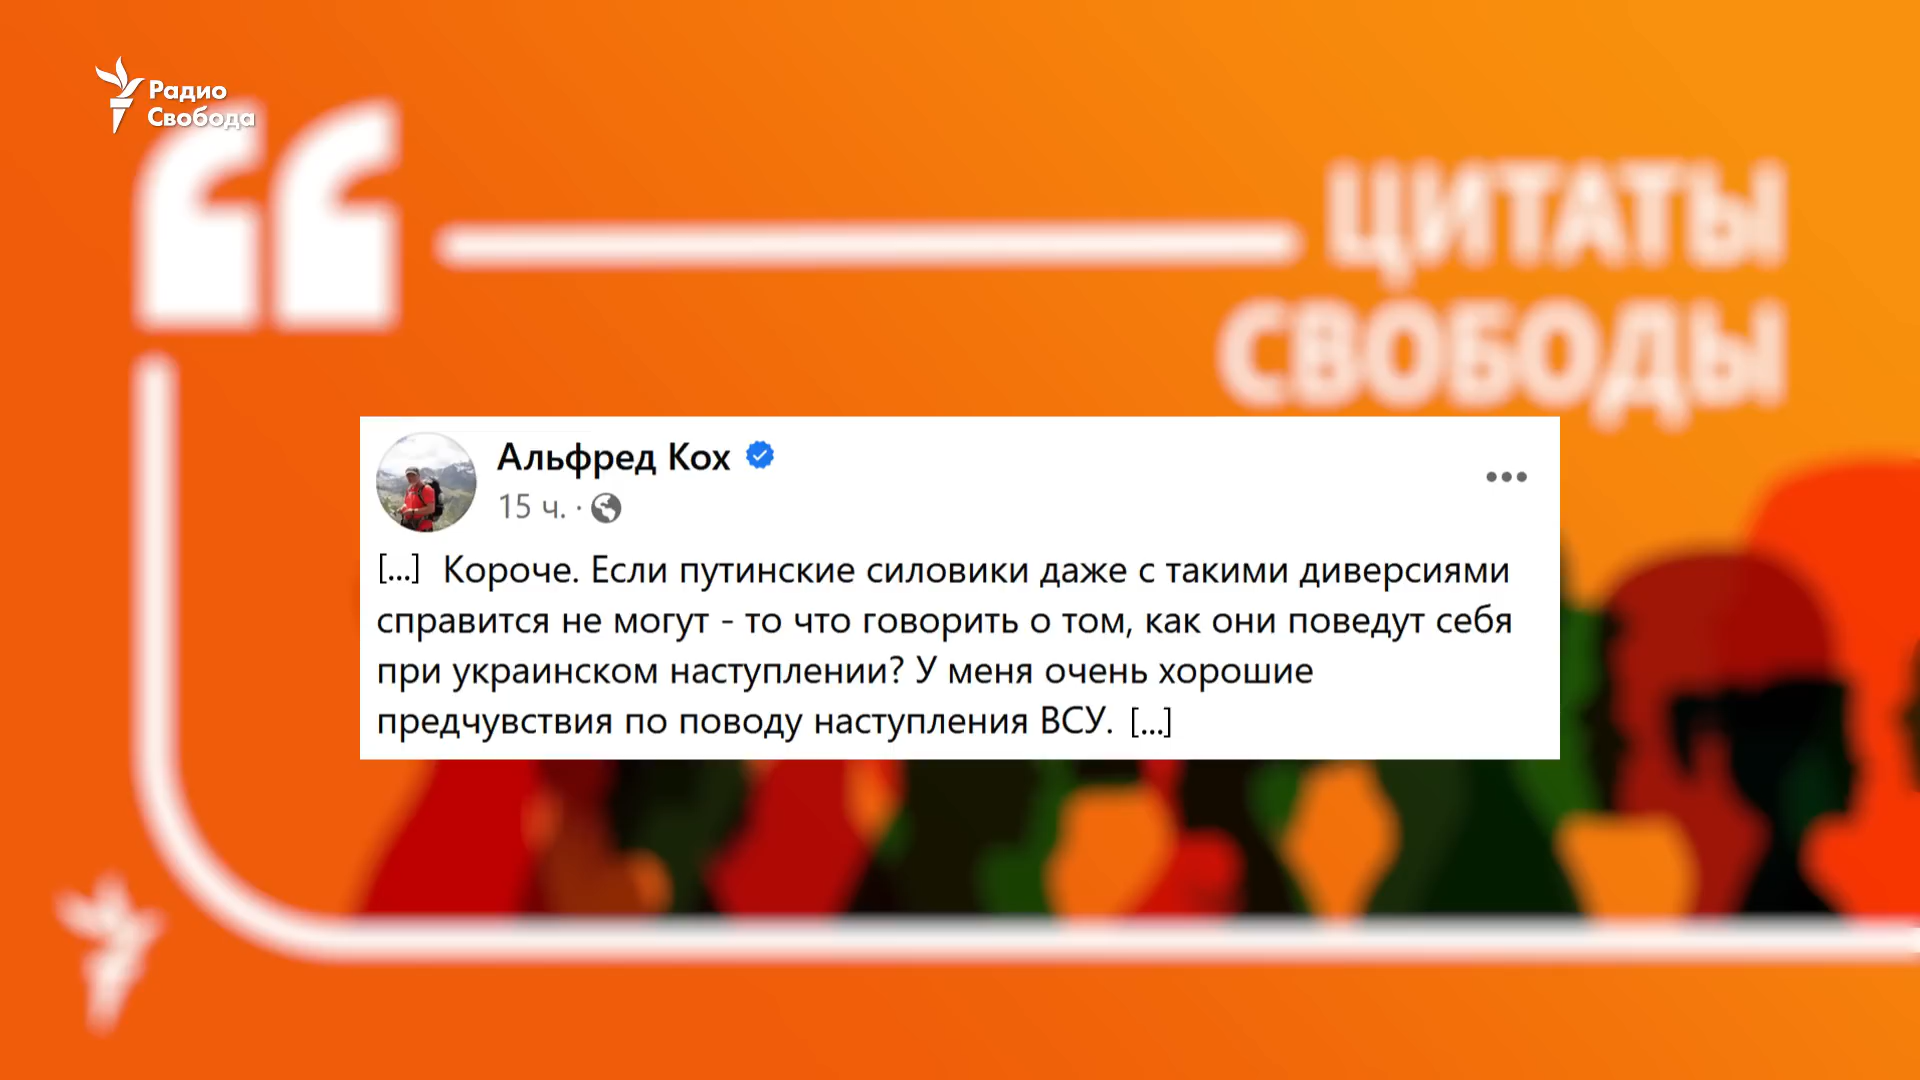 Радио
Свобода
ЦИТАТЫ
СВОБОДЫ
Альфред Кох
15 ч. ·
[...] Короче. Если путинские силовики даже с такими диверсиями
справится не могут - то что говорить о том, как они поведут себя
при украинском наступлении? У меня очень хорошие
предчувствия по поводу наступления ВСУ. [...]